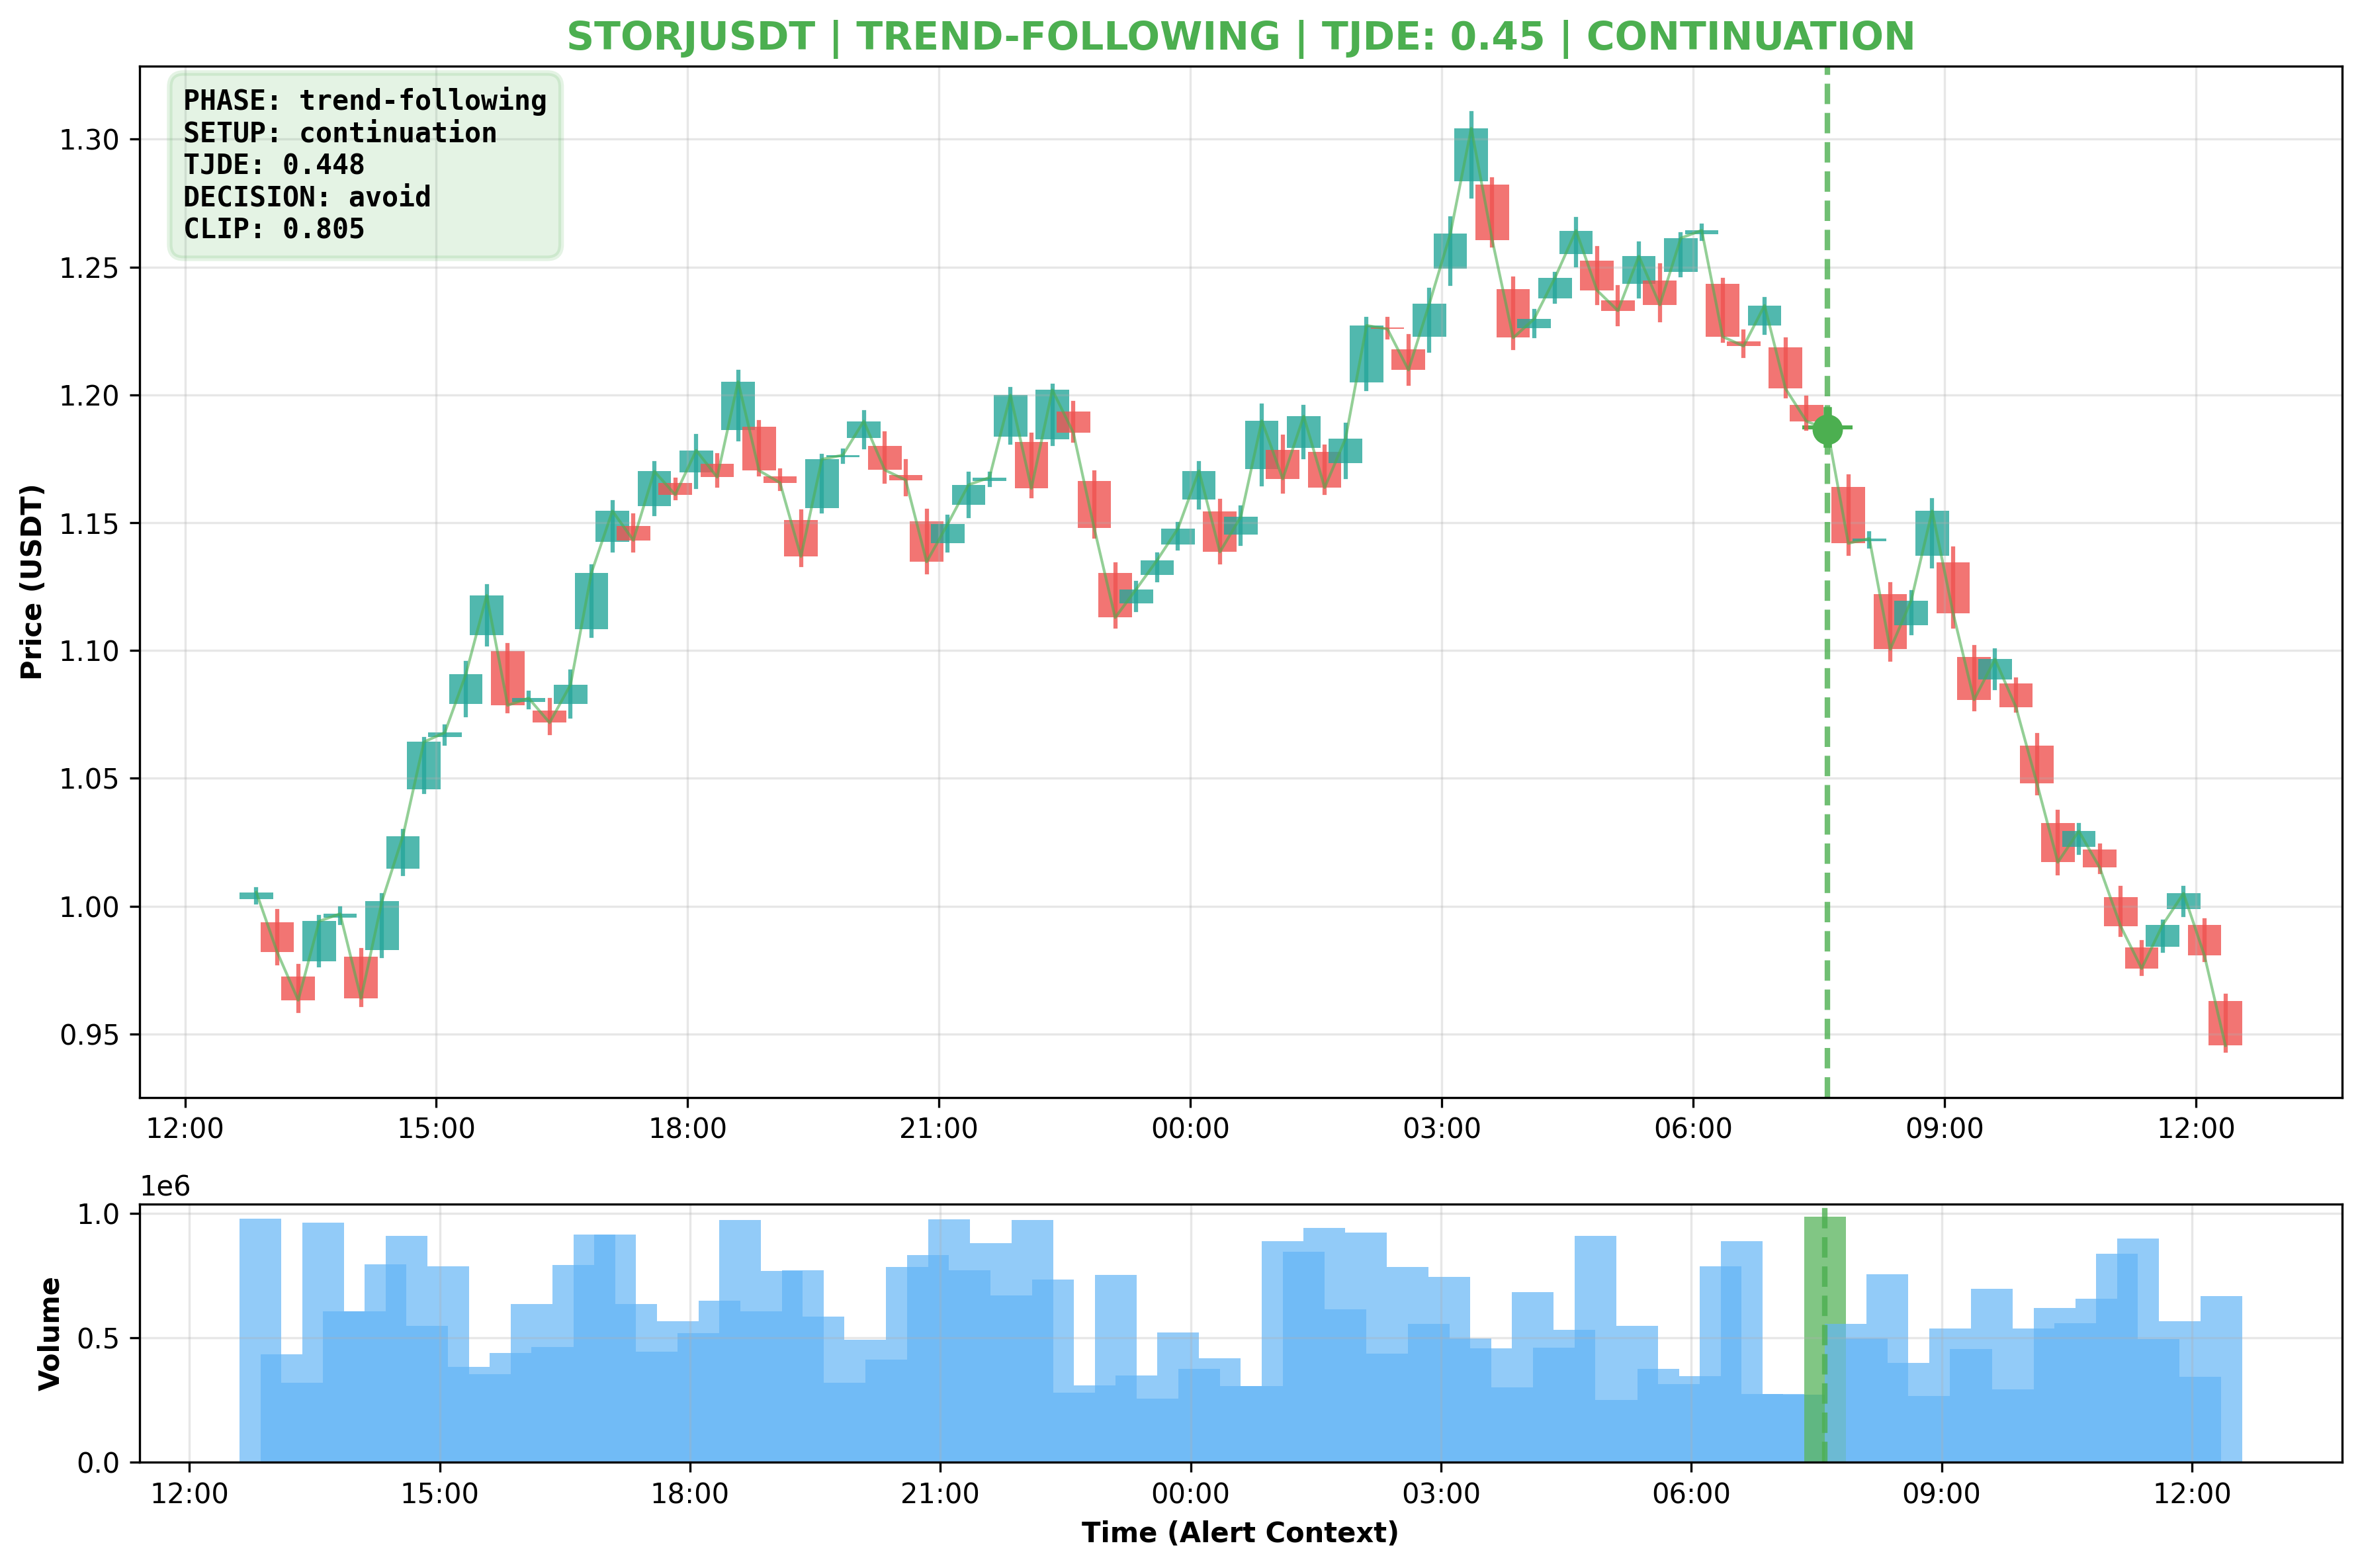 STORJUSDT | TREND-FOLLOWING | TJDE: 0.45 | CONTINUATION
PHASE: trend-following
SETUP: continuation
TJDE: 0.448
DECISION: avoid
CLIP: 0.805
Price (USDT)
1.30
1.25
1.20
1.15
1.10
1.05
1.00
0.95
12:00 15:00 18:00 21:00 00:00 03:00 06:00 09:00 12:00
1e6
Volume
1.0
0.5
0.0
12:00 15:00 18:00 21:00 00:00 03:00 06:00 09:00 12:00
Time (Alert Context)